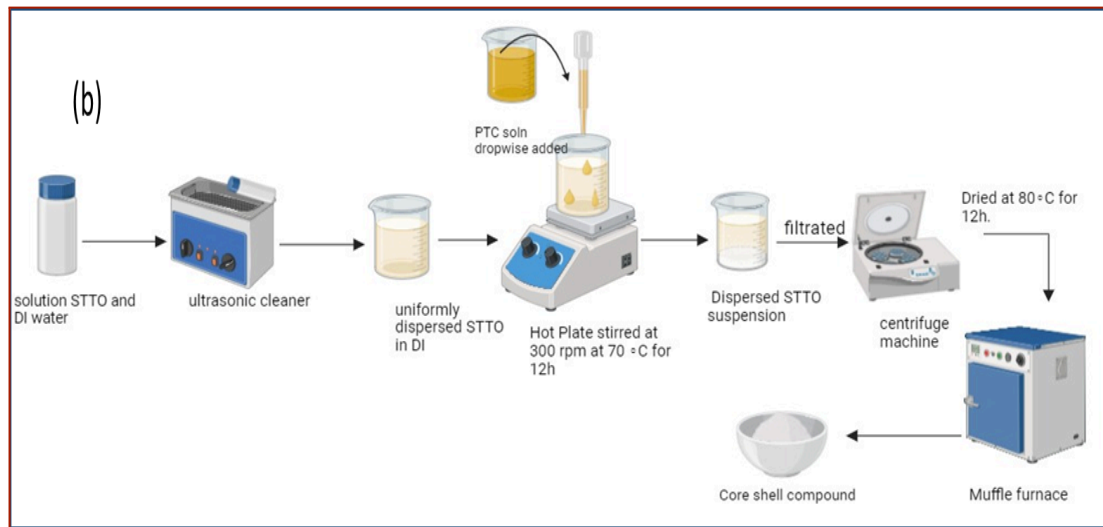 (b)
PTC soln
dropwise added
solution STTO and
DI water
ultrasonic cleaner
uniformly
dispersed STTO
in DI
Hot Plate stirred at
300 rpm at 70 ∘C for
12h
Dispersed STTO
suspension
filtrated
centrifuge
machine
Dried at 80∘C for
12h.
Muffle furnace
Core shell compound